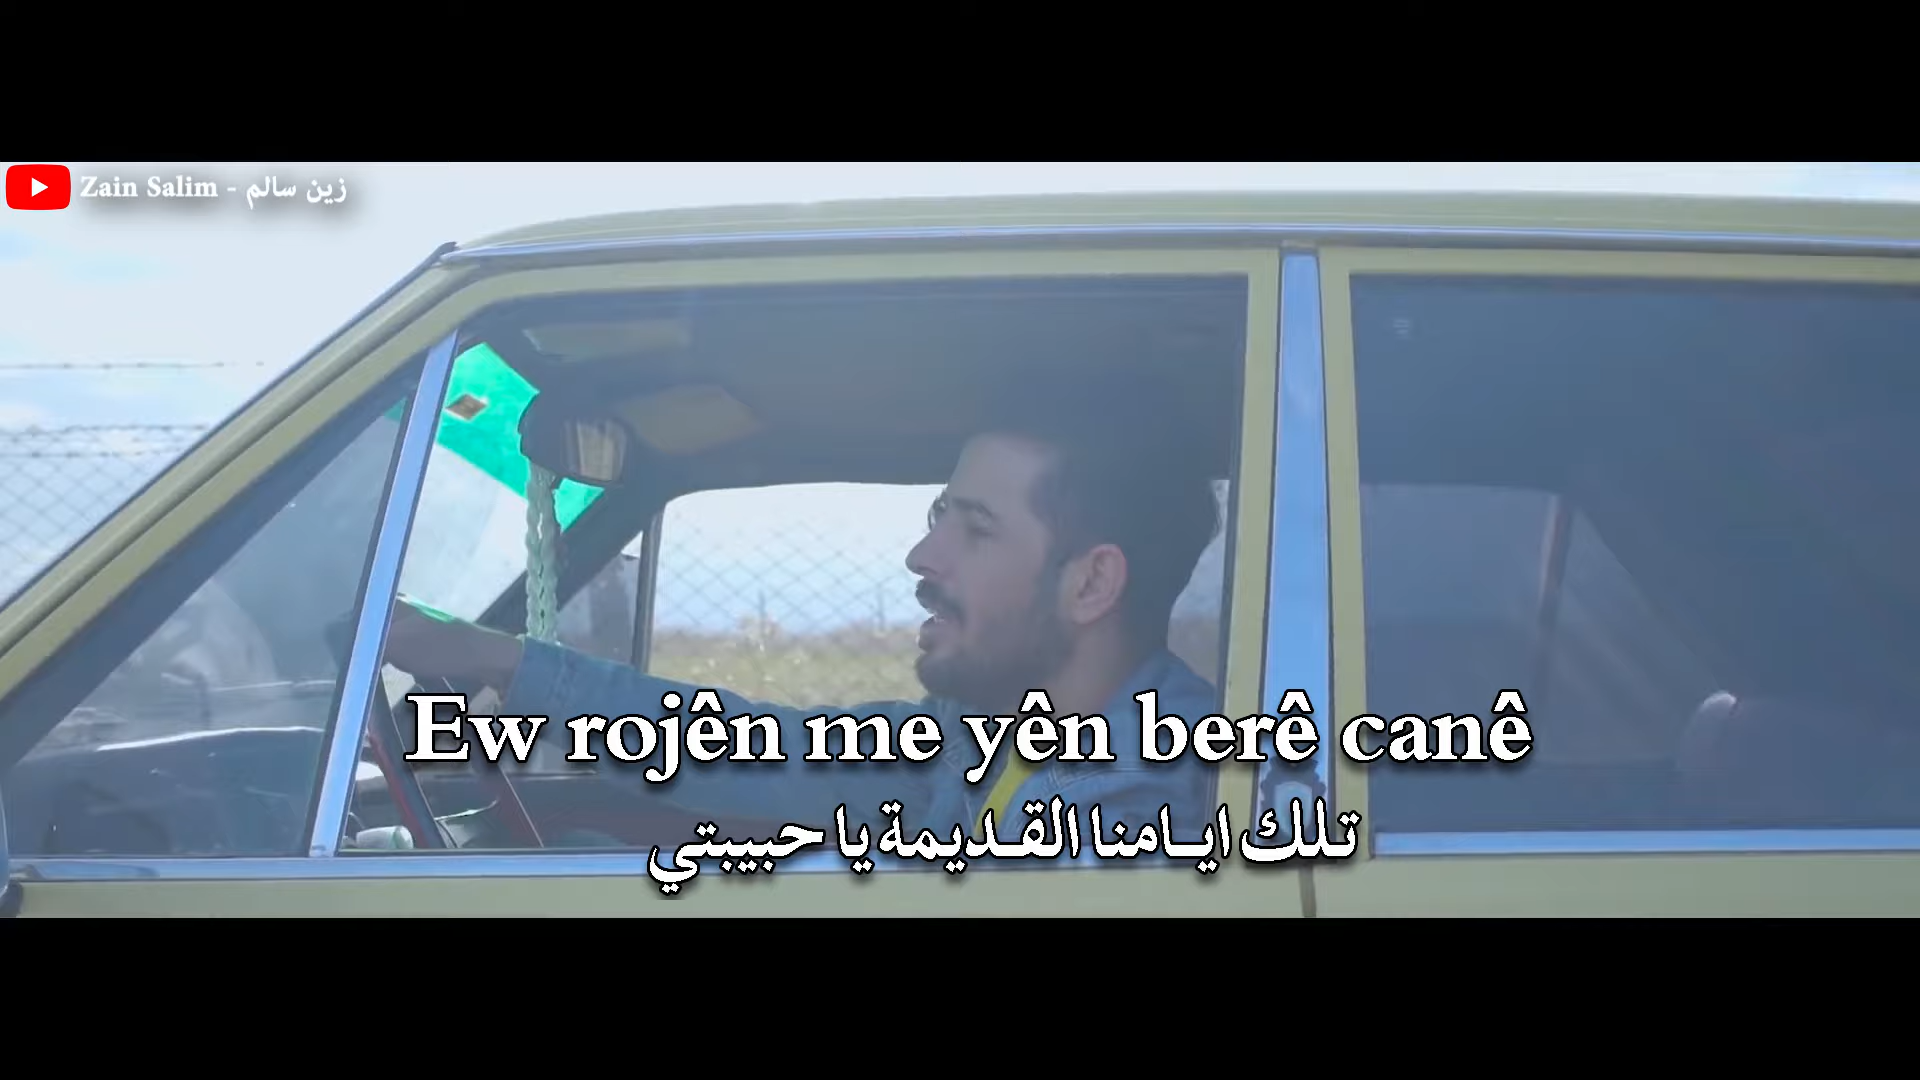 Zain Salim - زين سالم
Ew rojên me yên berê canê
تلك ايامنا القديمة يا حبيبتي